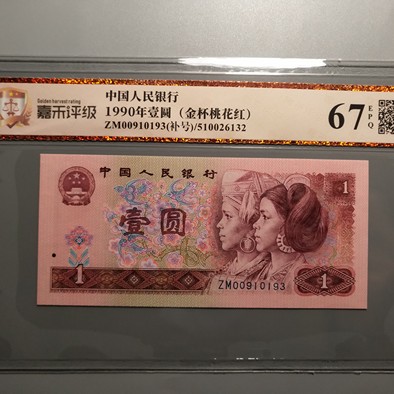 Golden harvest rating
嘉禾评级
中国人民银行
1990年壹圆（金杯桃花红）
ZM00910193(补号)/510026132
67 EPQ
中国人民银行
1
壹圆
ZM00910193
1
1